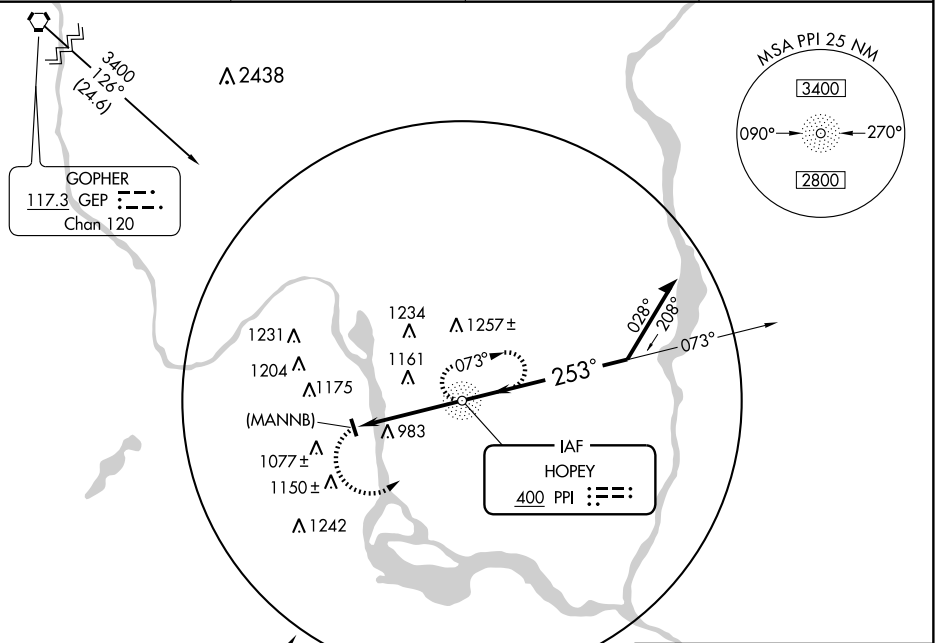 3400
126°
(24.6)
2438
MSA PPI 25 NM
3400
090°
270°
2800
GOPHER
117.3 GEP
Chan 120
1234
1257±
1231
028°
208°
073°
1161
073°
1204
253°
1175
(MANNB)
983
1077±
IAF
HOPEY
400 PPI
1150±
1242